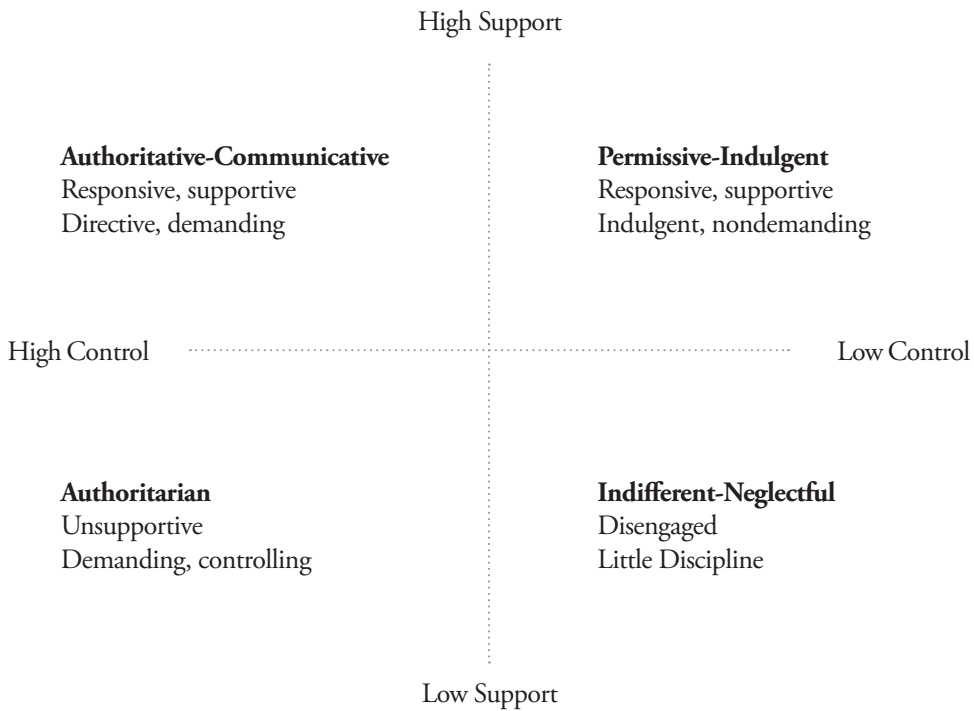 High Support
Authoritative-Communicative
Responsive, supportive
Directive, demanding
Permissive-Indulgent
Responsive, supportive
Indulgent, nondemanding
High Control
Low Control
Authoritarian
Unsupportive
Demanding, controlling
Indifferent-Neglectful
Disengaged
Little Discipline
Low Support